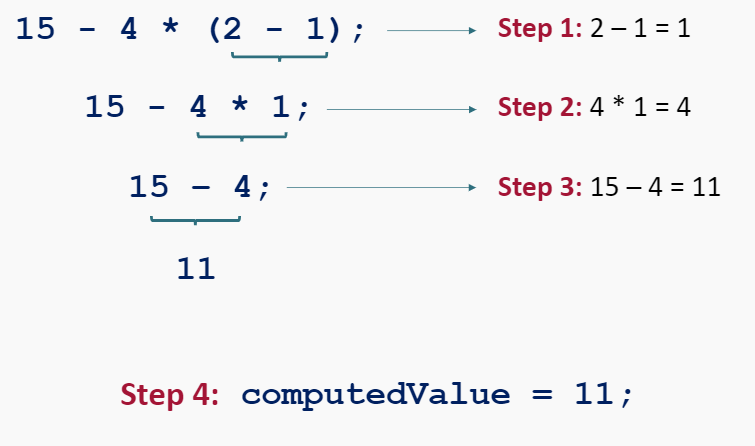 15 - 4 * (2 - 1); Step 1: 2 – 1 = 1
15 - 4 * 1; Step 2: 4 * 1 = 4
15 – 4; Step 3: 15 – 4 = 11
11
Step 4: computedValue = 11;